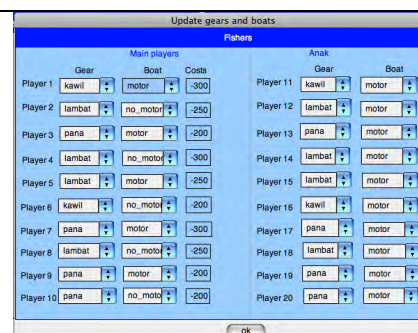 Update gears and boats
Fishers
Main players Anak
Gear Boat Costs Gear Boat
Player 1 kawil motor -300 Player 11 kawil motor
Player 2 lambat no_motor -250 Player 12 lambat motor
Player 3 pana motor -200 Player 13 pana motor
Player 4 lambat no_motor -300 Player 14 lambat motor
Player 5 lambat motor -250 Player 15 lambat motor
Player 6 kawil no_motor -200 Player 16 kawil motor
Player 7 pana motor -300 Player 17 pana motor
Player 8 lambat no_motor -250 Player 18 lambat motor
Player 9 pana motor -200 Player 19 pana motor
Player 10 pana no_moto -200 Player 20 pana motor
ok